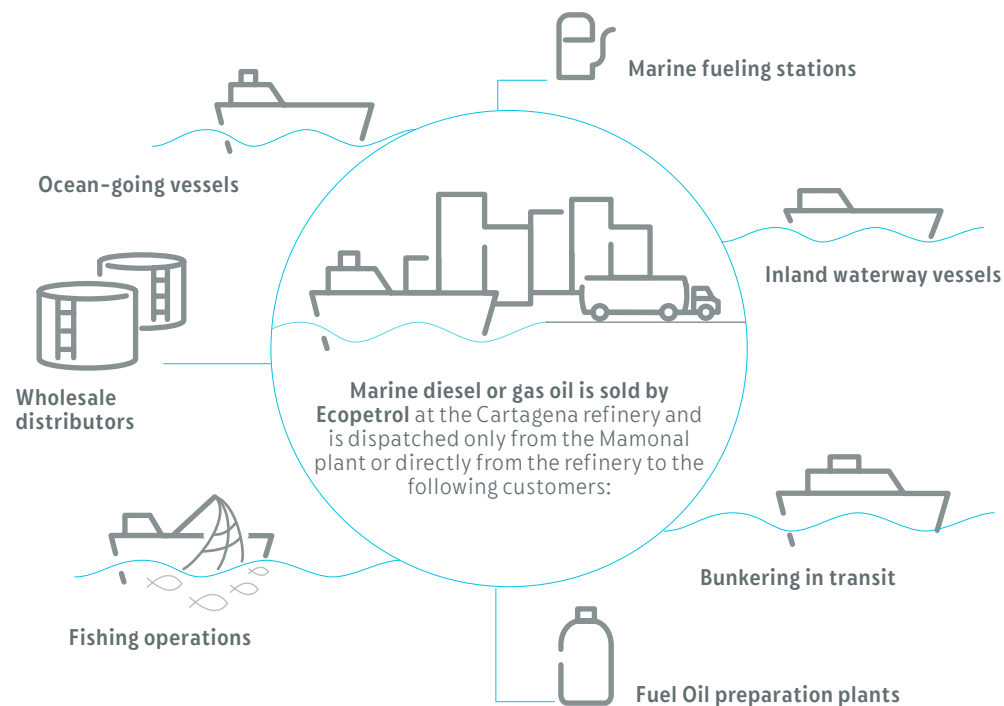 Marine fueling stations
Ocean-going vessels
Inland waterway vessels
Wholesale
distributors
Marine diesel or gas oil is sold by
Ecopetrol at the Cartagena refinery and
is dispatched only from the Mamonal
plant or directly from the refinery to the
following customers:
Bunkering in transit
Fishing operations
Fuel Oil preparation plants